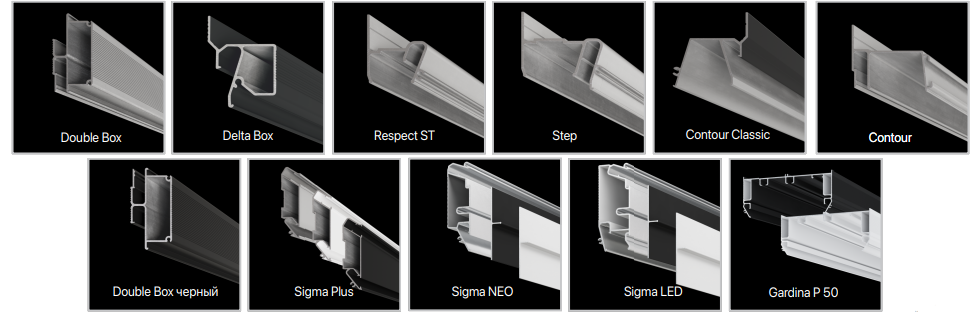 Double Box
Delta Box
Respect ST
Step
Contour Classic
Contour
Double Box черный
Sigma Plus
Sigma NEO
Sigma LED
Gardina P 50